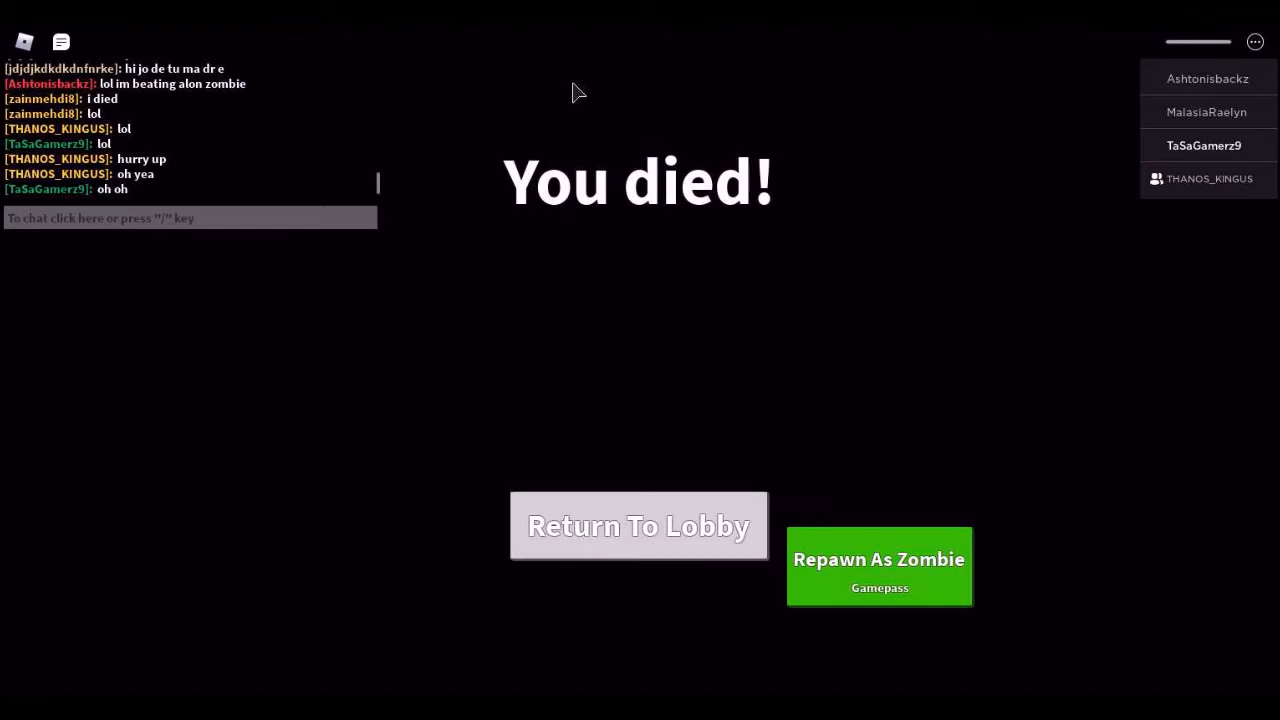 [jdjdjkdkdkdnfnrke]: hi jo de tu ma dr e
[Ashtonisbackz]: lol im beating alon zombie
[zainmehdi8]: i died
[zainmehdi8]: lol
[THANOS_KINGUS]: lol
[TaSaGamerz9]: lol
[THANOS_KINGUS]: hurry up
[THANOS_KINGUS]: oh yea
[TaSaGamerz9]: oh oh
To chat click here or press "/" key
Ashtonisbackz
MalasiaRaelyn
TaSaGamerz9
THANOS_KINGUS
You died!
Return To Lobby
Repawn As Zombie
Gamepass